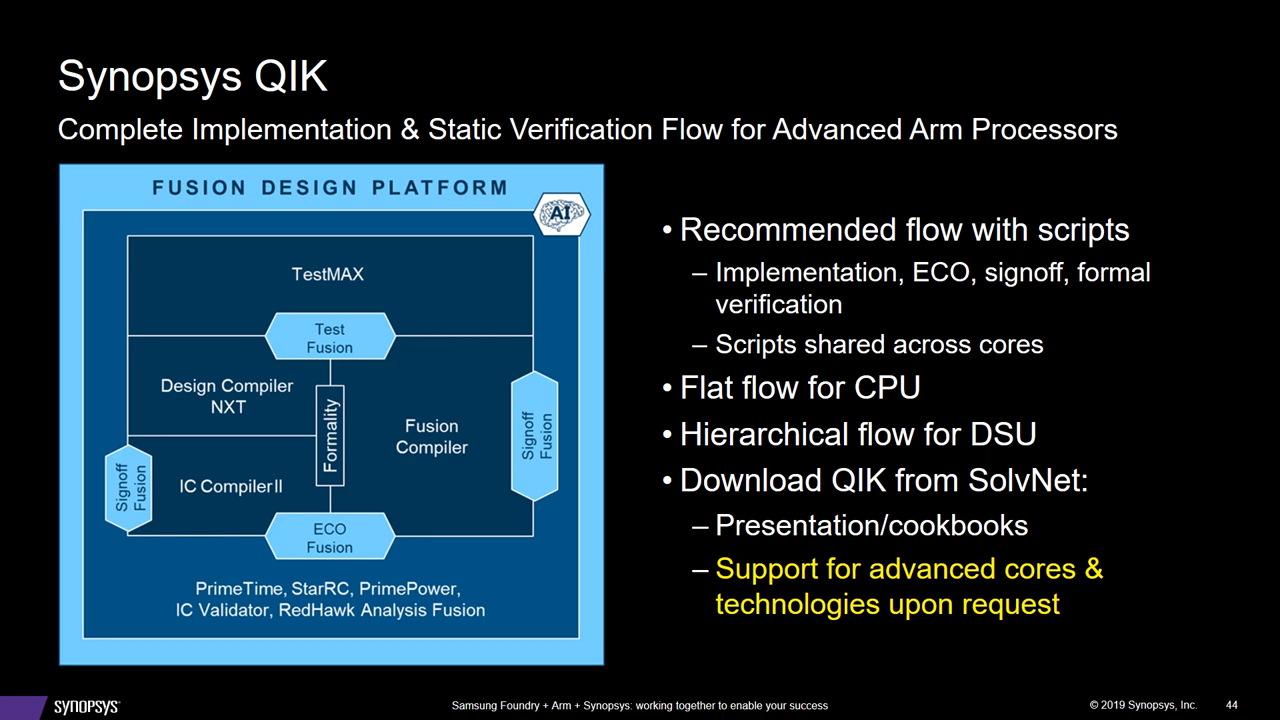 Synopsys QIK
Complete Implementation & Static Verification Flow for Advanced Arm Processors
FUSION DESIGN PLATFORM
AI
TestMAX
Test
Fusion
Design Compiler
NXT
Formality
Fusion
Compiler
Signoff
Fusion
Signoff
Fusion
IC Compiler II
ECO
Fusion
PrimeTime, StarRC, PrimePower,
IC Validator, RedHawk Analysis Fusion
• Recommended flow with scripts
– Implementation, ECO, signoff, formal
verification
– Scripts shared across cores
• Flat flow for CPU
• Hierarchical flow for DSU
• Download QIK from SolvNet:
– Presentation/cookbooks
– Support for advanced cores &
technologies upon request
SYNOPSYS
Samsung Foundry + Arm + Synopsys: working together to enable your success
© 2019 Synopsys, Inc.
44